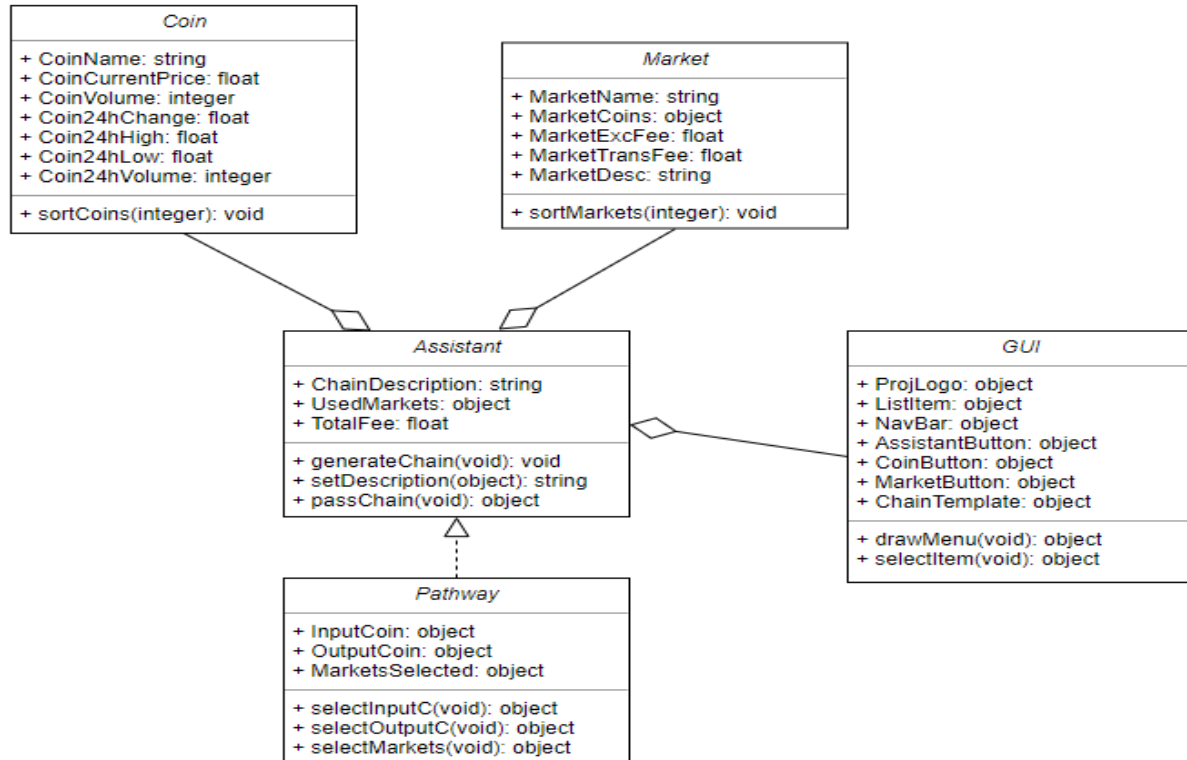 Coin
+ CoinName: string
+ CoinCurrentPrice: float
+ CoinVolume: integer
+ Coin24hChange: float
+ Coin24hHigh: float
+ Coin24hLow: float
+ Coin24hVolume: integer
+ sortCoins(integer): void
Market
+ MarketName: string
+ MarketCoins: object
+ MarketExcFee: float
+ MarketTransFee: float
+ MarketDesc: string
+ sortMarkets(integer): void
Assistant
+ ChainDescription: string
+ UsedMarkets: object
+ TotalFee: float
+ generateChain(void): void
+ setDescription(object): string
+ passChain(void): object
GUI
+ ProjLogo: object
+ ListItem: object
+ NavBar: object
+ AssistantButton: object
+ CoinButton: object
+ MarketButton: object
+ ChainTemplate: object
+ drawMenu(void): object
+ selectItem(void): object
Pathway
+ InputCoin: object
+ OutputCoin: object
+ MarketsSelected: object
+ selectInputC(void): object
+ selectOutputC(void): object
+ selectMarkets(void): object